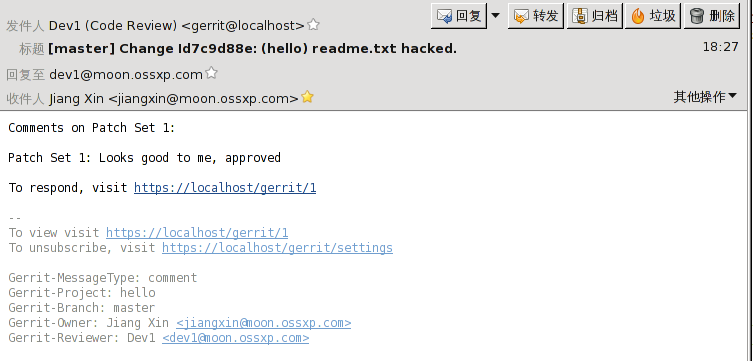 发件人 Dev1 (Code Review) <gerrit@localhost> 回复 转发 归档 垃圾 删除
标题 [master] Change Id7c9d88e: (hello) readme.txt hacked. 18:27
回复至 dev1@moon.ossxp.com
收件人 Jiang Xin <jiangxin@moon.ossxp.com> 其他操作
Comments on Patch Set 1:
Patch Set 1: Looks good to me, approved
To respond, visit https://localhost/gerrit/1
--
To view visit https://localhost/gerrit/1
To unsubscribe, visit https://localhost/gerrit/settings
Gerrit-MessageType: comment
Gerrit-Project: hello
Gerrit-Branch: master
Gerrit-Owner: Jiang Xin <jiangxin@moon.ossxp.com>
Gerrit-Reviewer: Dev1 <dev1@moon.ossxp.com>